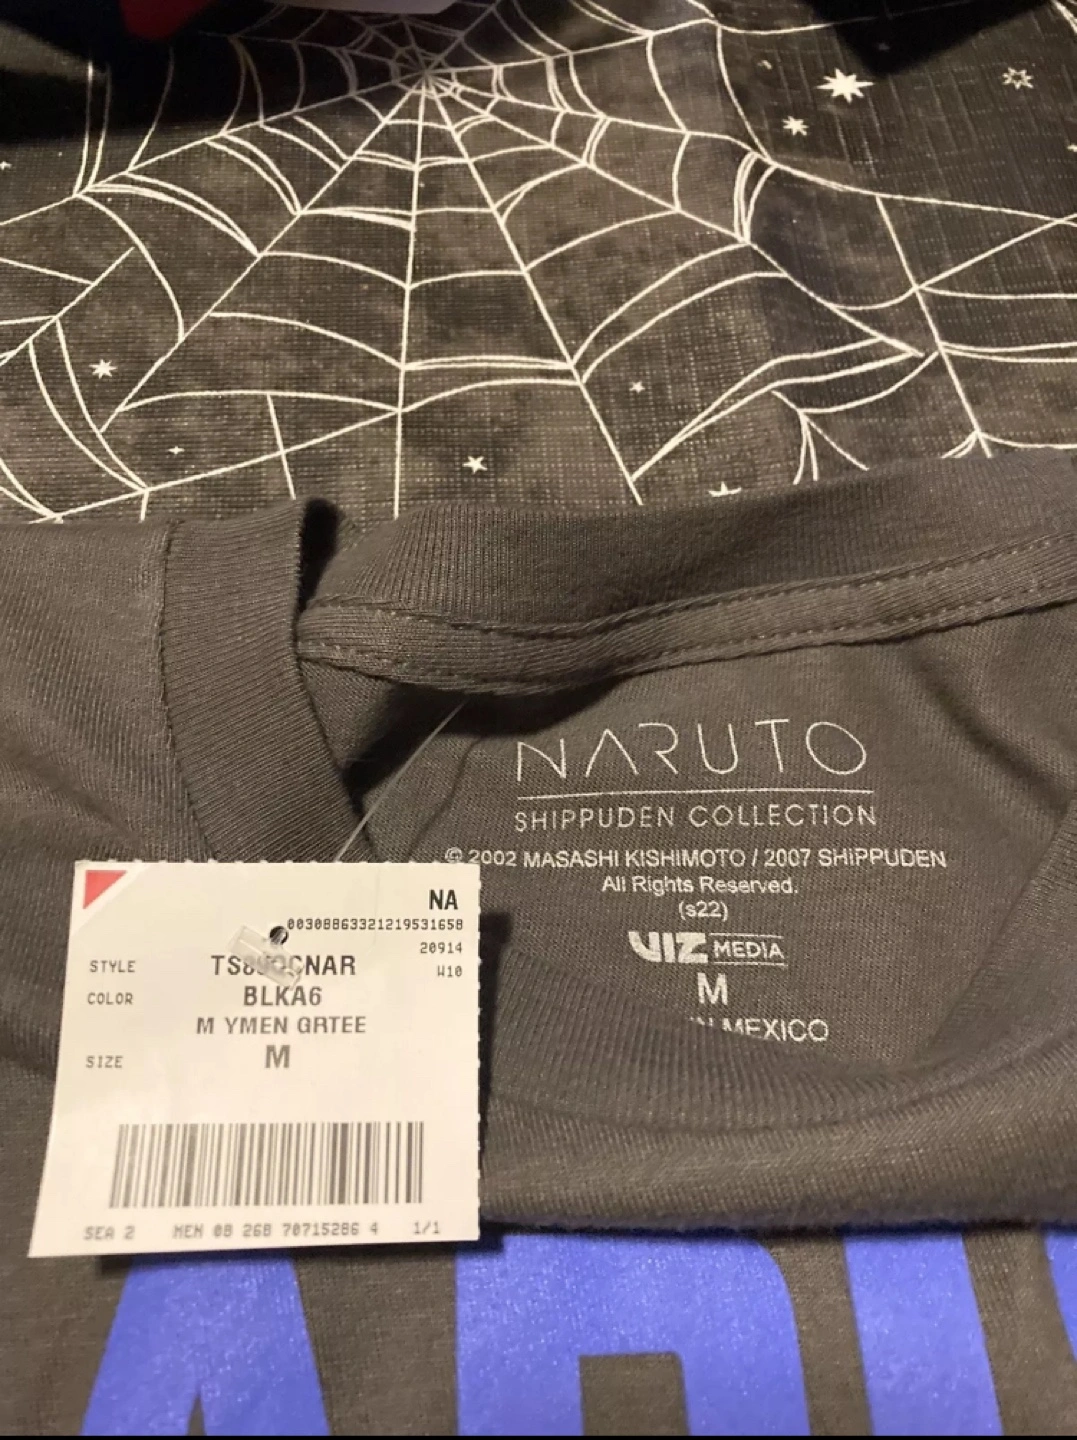 NARUTO
SHIPPUDEN COLLECTION
© 2002 MASASHI KISHIMOTO / 2007 SHIPPUDEN
All Rights Reserved.
(s22)
VIZ MEDIA
M
MEXICO
NA
00308863321219531658
20914
W10
STYLE
COLOR BLKA6
M YMEN GRTEE
SIZE M
SEA 2 MEN 08 26B 70715286 4 1/1